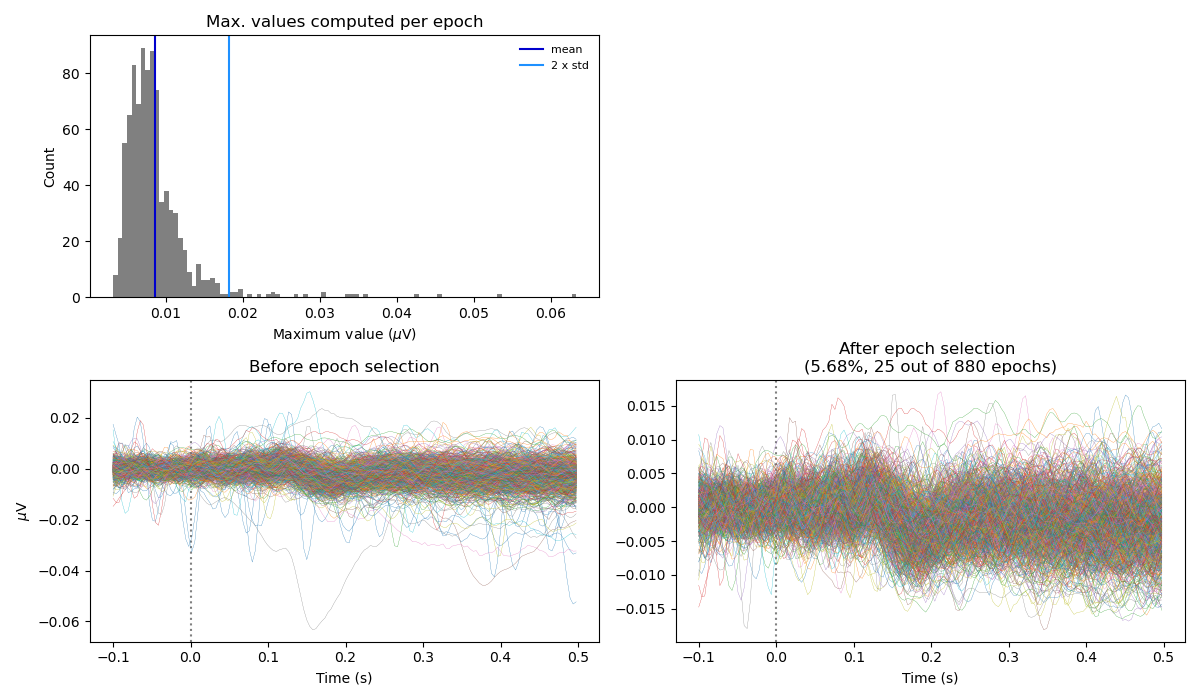 Max. values computed per epoch
mean
2 x std
80
60
40
20
0
Count
0.01 0.02 0.03 0.04 0.05 0.06
Maximum value (μV)
Before epoch selection
0.02
0.00
−0.02
−0.04
−0.06
μV
−0.1 0.0 0.1 0.2 0.3 0.4 0.5
Time (s)
After epoch selection
(5.68%, 25 out of 880 epochs)
0.015
0.010
0.005
0.000
−0.005
−0.010
−0.015
−0.1 0.0 0.1 0.2 0.3 0.4 0.5
Time (s)